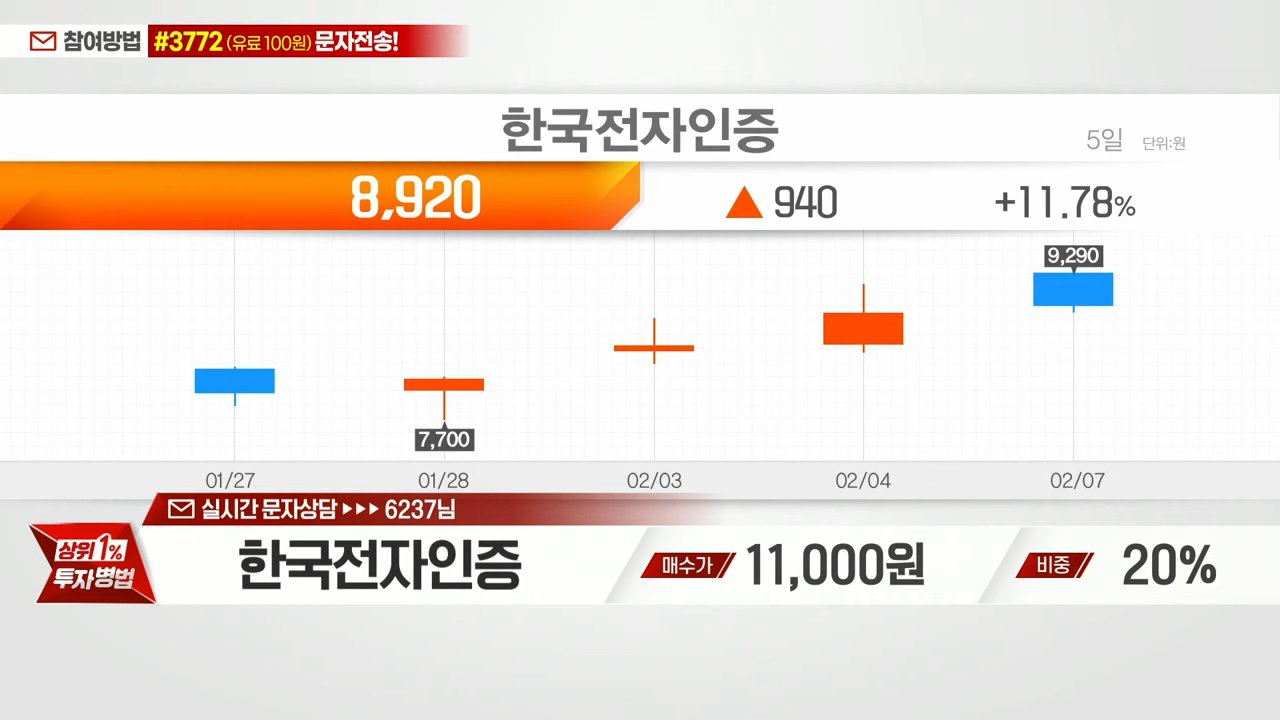 참여방법 #3772 (유료 100원) 문자전송!
한국전자인증
5일 단위:원
8,920 ▲ 940 +11.78%
9,290
7,700
01/27 01/28 02/03 02/04 02/07
실시간 문자상담 ▶▶▶ 6237님
상위 1%
투자병법
한국전자인증 매수가 11,000원 비중 20%